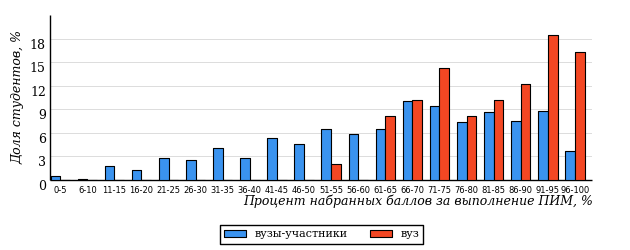 Доля студентов, %
18
15
12
9
6
3
0
0-5 6-10 11-15 16-20 21-25 26-30 31-35 36-40 41-45 46-50 51-55 56-60 61-65 66-70 71-75 76-80 81-85 86-90 91-95 96-100
Процент набранных баллов за выполнение ПИМ, %
вузы-участники вуз